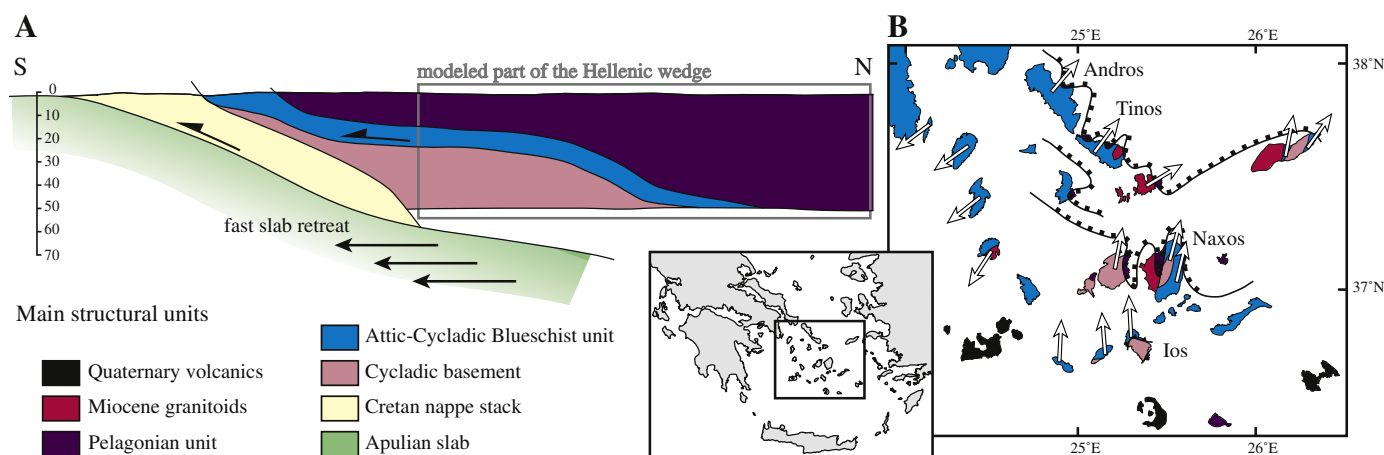 A
S
modeled part of the Hellenic wedge
N
0
10
20
30
40
50
60
70
fast slab retreat
Main structural units
Quaternary volcanics
Miocene granitoids
Pelagonian unit
Attic-Cycladic Blueschist unit
Cycladic basement
Cretan nappe stack
Apulian slab
B
25°E
26°E
38°N
Andros
Tinos
Naxos
37°N
Ios
25°E
26°E